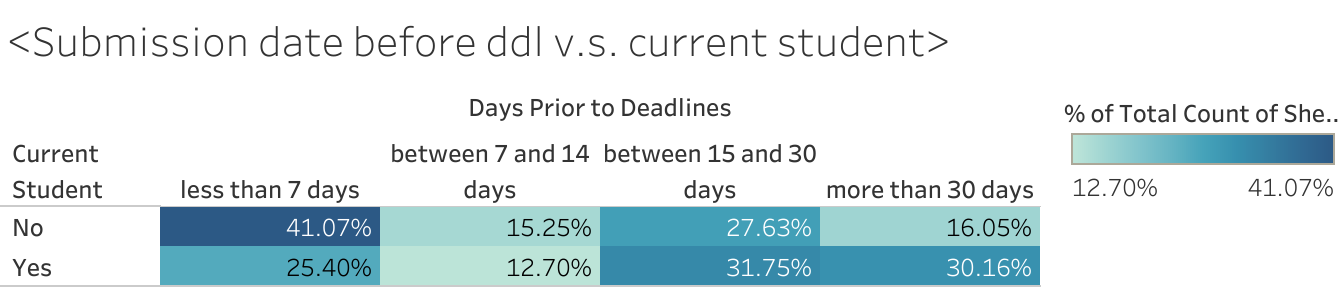 <Submission date before ddl v.s. current student>
Days Prior to Deadlines
% of Total Count of She..
Current
Student
less than 7 days
between 7 and 14
days
between 15 and 30
days
more than 30 days
12.70% 41.07%
No 41.07% 15.25% 27.63% 16.05%
Yes 25.40% 12.70% 31.75% 30.16%